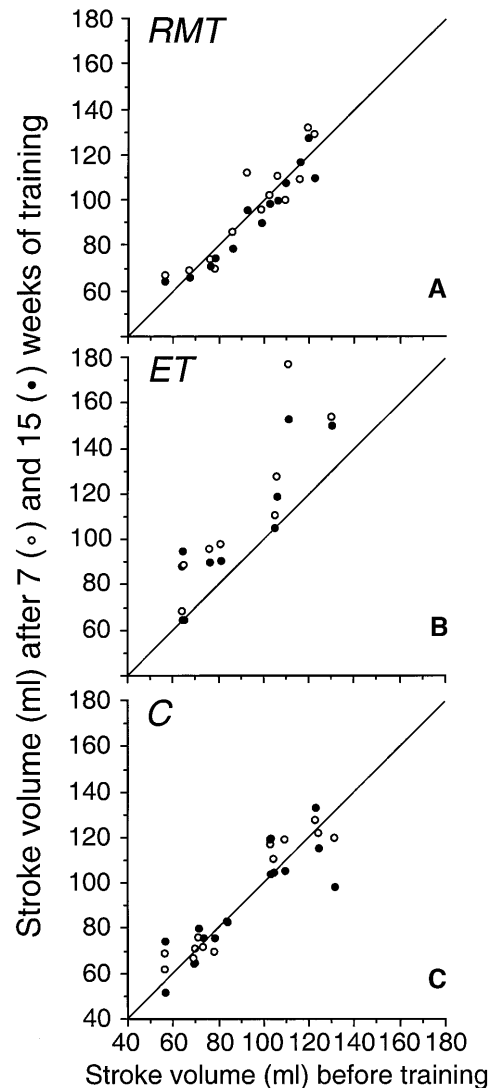 Stroke volume (ml) after 7 (○) and 15 (●) weeks of training
180
RMT
160
140
120
100
80
60
A
180
ET
160
140
120
100
80
60
B
180
C
160
140
120
100
80
60
C
40
40 60 80 100 120 140 160 180
Stroke volume (ml) before training